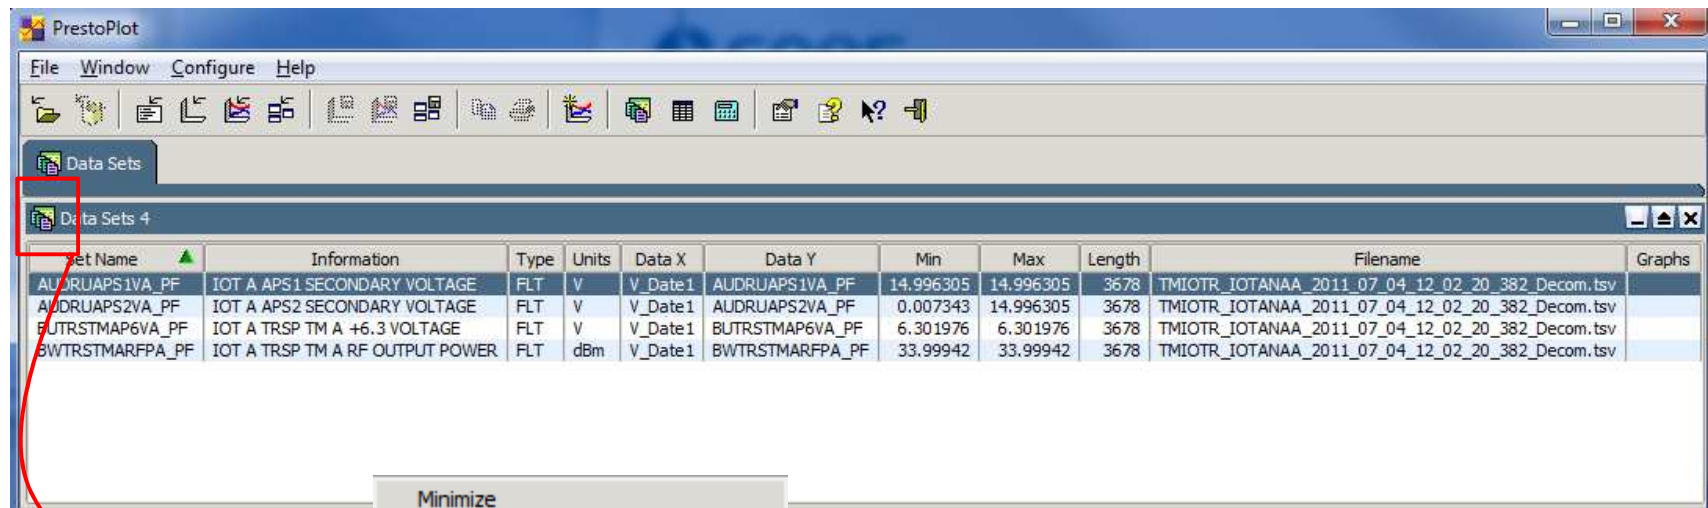 PrestoPlot
File Window Configure Help
Data Sets
Data Sets 4
Set Name Information Type Units Data X Data Y Min Max Length Filename Graphs
AUDRUAPS1VA_PF IOT A APS1 SECONDARY VOLTAGE FLT V V_Date1 AUDRUAPS1VA_PF 14.996305 14.996305 3678 TMIOTR_IOTANAA_2011_07_04_12_02_20_382_Decom.tsv
AUDRUAPS2VA_PF IOT A APS2 SECONDARY VOLTAGE FLT V V_Date1 AUDRUAPS2VA_PF 0.007343 14.996305 3678 TMIOTR_IOTANAA_2011_07_04_12_02_20_382_Decom.tsv
BUTRSTMAP6VA_PF IOT A TRSP TM A +6.3 VOLTAGE FLT V V_Date1 BUTRSTMAP6VA_PF 6.301976 6.301976 3678 TMIOTR_IOTANAA_2011_07_04_12_02_20_382_Decom.tsv
BWTRSTMARFPA_PF IOT A TRSP TM A RF OUTPUT POWER FLT dBm V_Date1 BWTRSTMARFPA_PF 33.99942 33.99942 3678 TMIOTR_IOTANAA_2011_07_04_12_02_20_382_Decom.tsv
Minimize